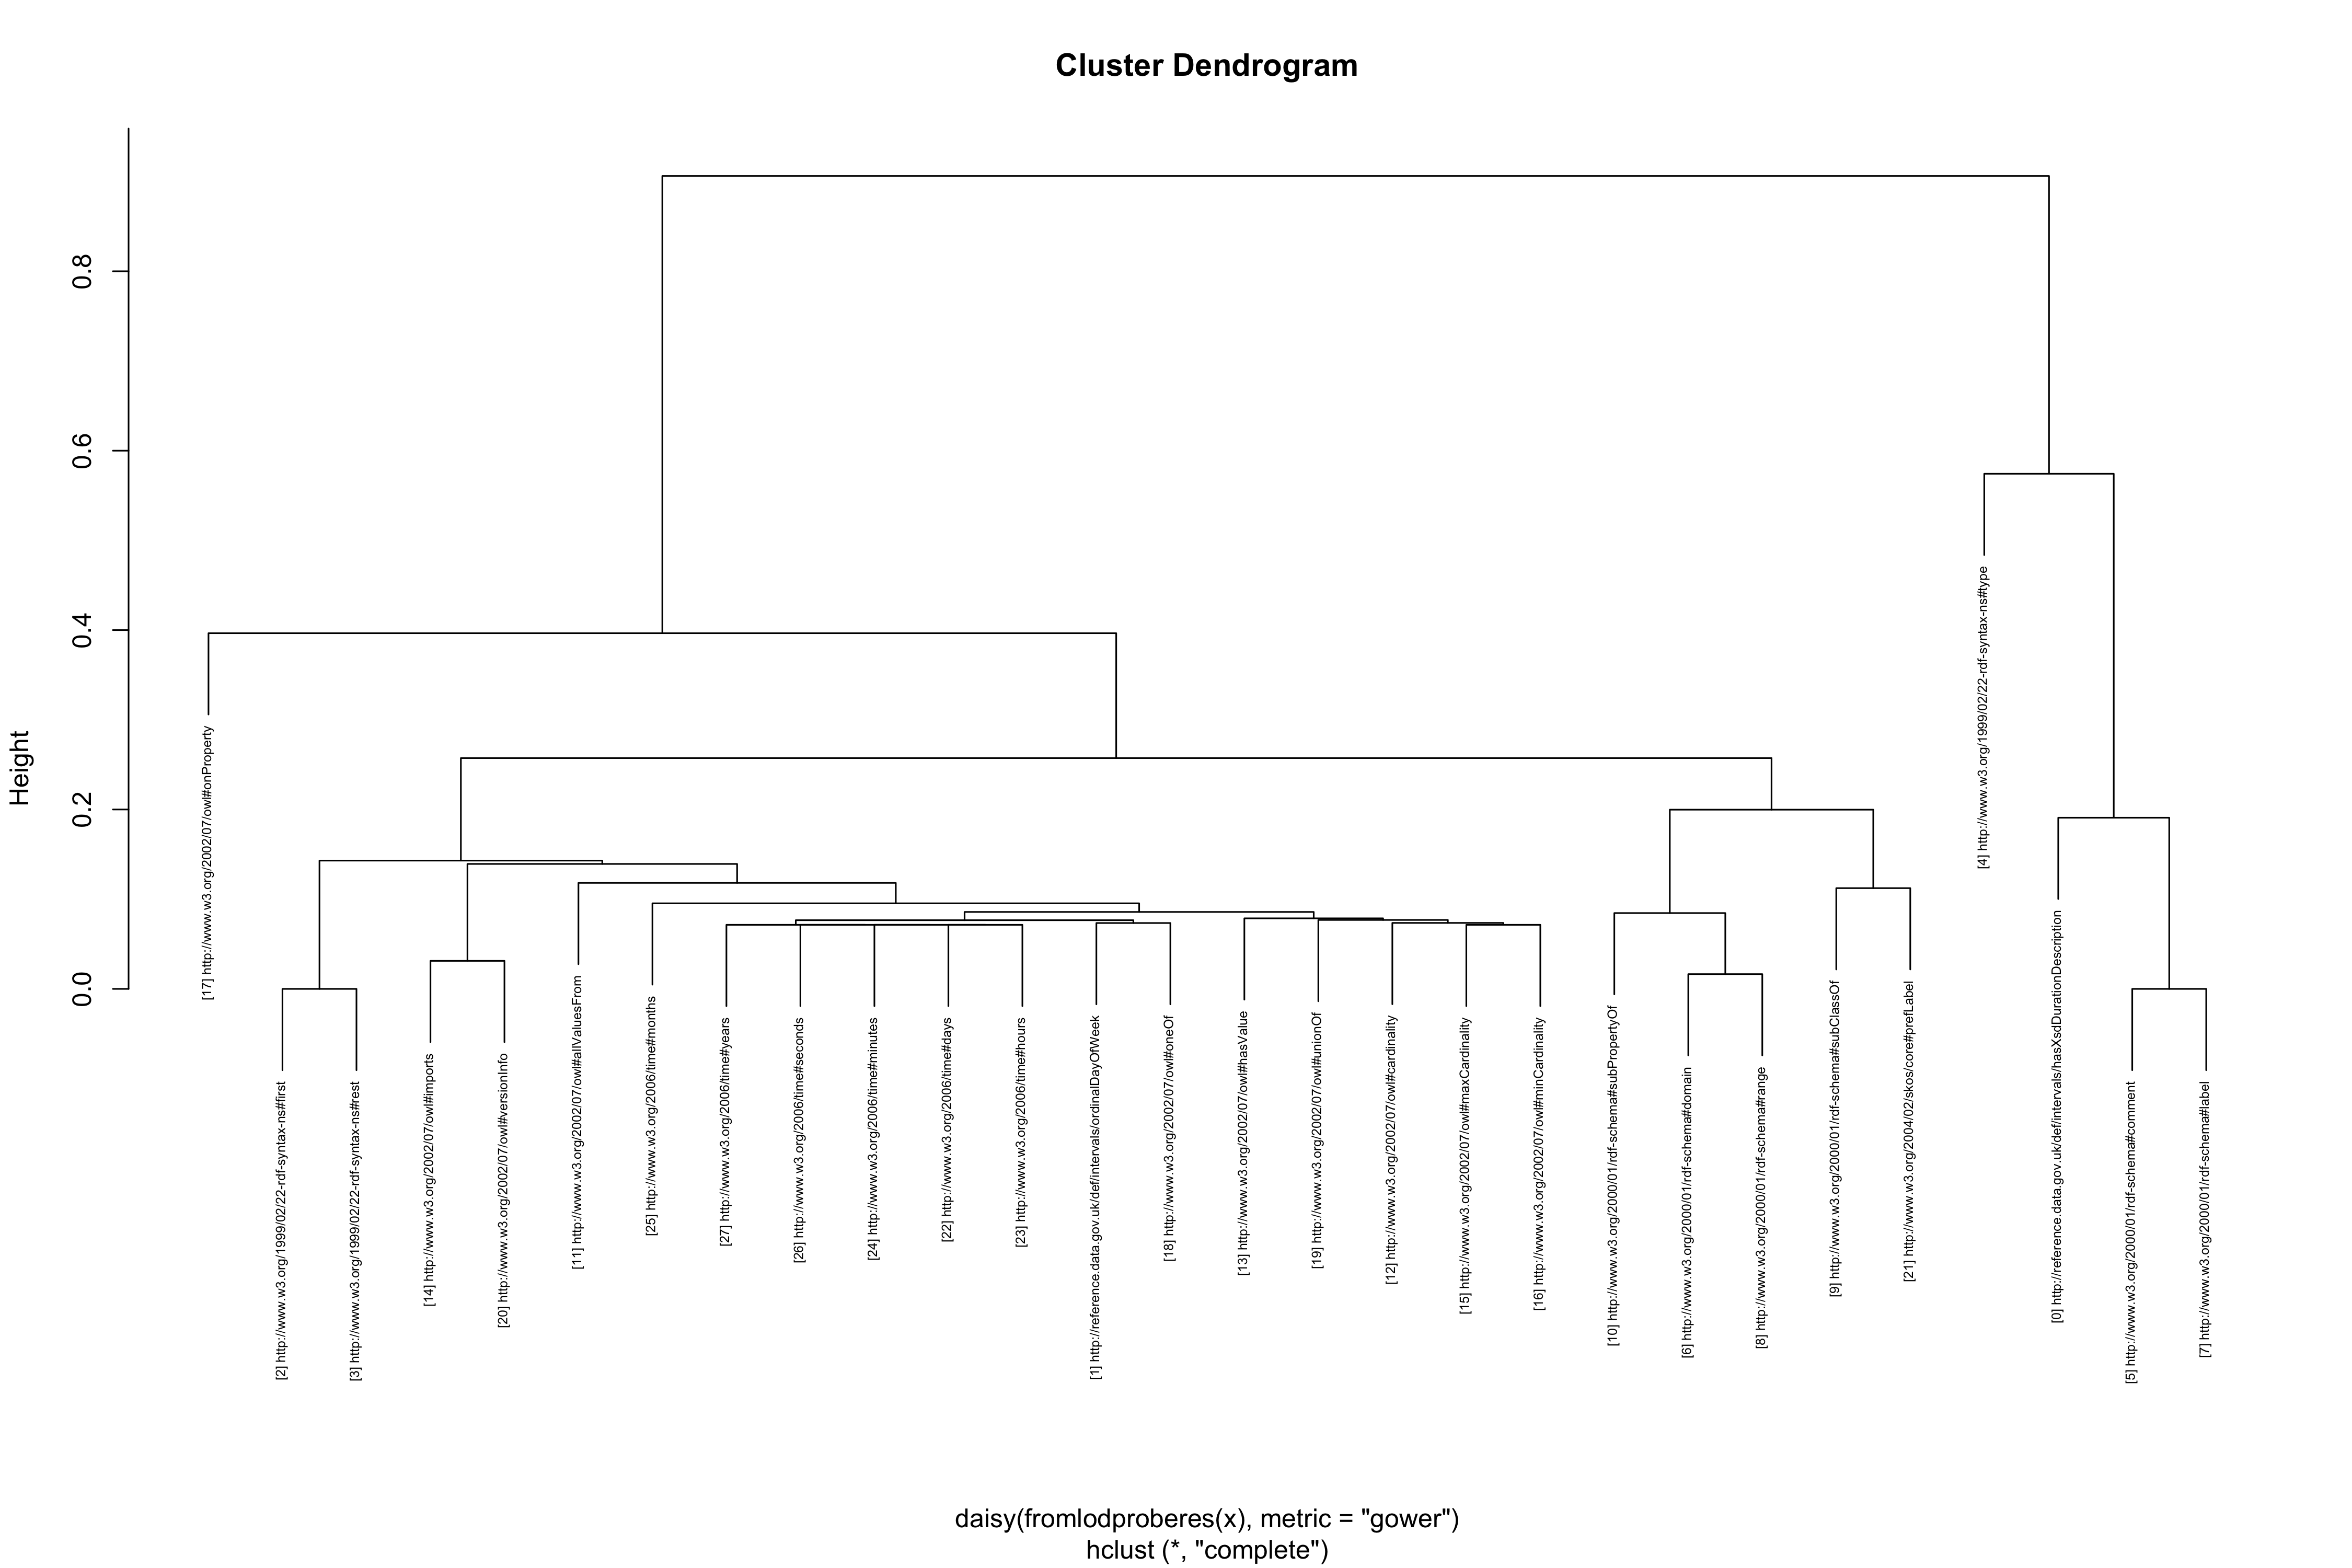 Cluster Dendrogram
Height
0.0
0.2
0.4
0.6
0.8
[17] http://www.w3.org/2002/07/owl#onProperty
[2] http://www.w3.org/1999/02/22-rdf-syntax-ns#first
[3] http://www.w3.org/1999/02/22-rdf-syntax-ns#rest
[14] http://www.w3.org/2002/07/owl#imports
[20] http://www.w3.org/2002/07/owl#versionInfo
[11] http://www.w3.org/2002/07/owl#allValuesFrom
[25] http://www.w3.org/2006/time#months
[27] http://www.w3.org/2006/time#years
[26] http://www.w3.org/2006/time#seconds
[24] http://www.w3.org/2006/time#minutes
[22] http://www.w3.org/2006/time#days
[23] http://www.w3.org/2006/time#hours
[1] http://reference.data.gov.uk/def/intervals/ordinalDayOfWeek
[18] http://www.w3.org/2002/07/owl#oneOf
[13] http://www.w3.org/2002/07/owl#hasValue
[19] http://www.w3.org/2002/07/owl#unionOf
[12] http://www.w3.org/2002/07/owl#cardinality
[15] http://www.w3.org/2002/07/owl#maxCardinality
[16] http://www.w3.org/2002/07/owl#minCardinality
[10] http://www.w3.org/2000/01/rdf-schema#subPropertyOf
[6] http://www.w3.org/2000/01/rdf-schema#domain
[8] http://www.w3.org/2000/01/rdf-schema#range
[9] http://www.w3.org/2000/01/rdf-schema#subClassOf
[21] http://www.w3.org/2004/02/skos/core#prefLabel
[4] http://www.w3.org/1999/02/22-rdf-syntax-ns#type
[0] http://reference.data.gov.uk/def/intervals/hasXsdDurationDescription
[5] http://www.w3.org/2000/01/rdf-schema#comment
[7] http://www.w3.org/2000/01/rdf-schema#label
daisy(fromlodproberes(x), metric = "gower")
hclust (*, "complete")